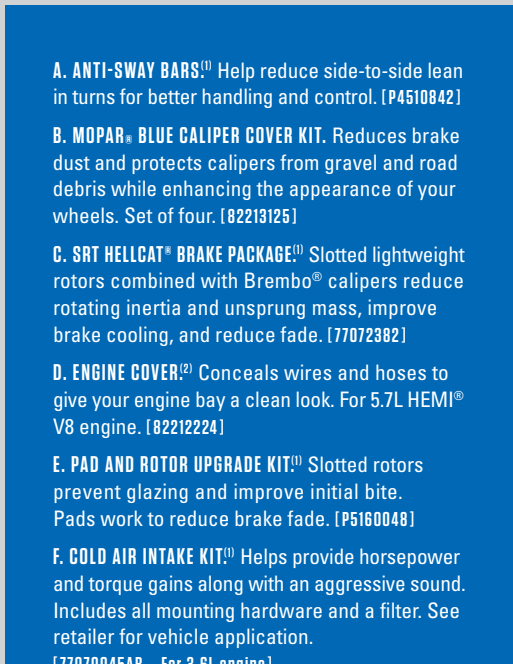 A. ANTI-SWAY BARS.(1) Help reduce side-to-side lean
in turns for better handling and control. [P4510842]
B. MOPAR® BLUE CALIPER COVER KIT. Reduces brake
dust and protects calipers from gravel and road
debris while enhancing the appearance of your
wheels. Set of four. [82213125]
C. SRT HELLCAT® BRAKE PACKAGE.(1) Slotted lightweight
rotors combined with Brembo® calipers reduce
rotating inertia and unsprung mass, improve
brake cooling, and reduce fade. [77072382]
D. ENGINE COVER.(2) Conceals wires and hoses to
give your engine bay a clean look. For 5.7L HEMI®
V8 engine. [82212224]
E. PAD AND ROTOR UPGRADE KIT.(1) Slotted rotors
prevent glazing and improve initial bite.
Pads work to reduce brake fade. [P5160048]
F. COLD AIR INTAKE KIT.(1) Helps provide horsepower
and torque gains along with an aggressive sound.
Includes all mounting hardware and a filter. See
retailer for vehicle application.
[77070045AB – For 3.6L engine]